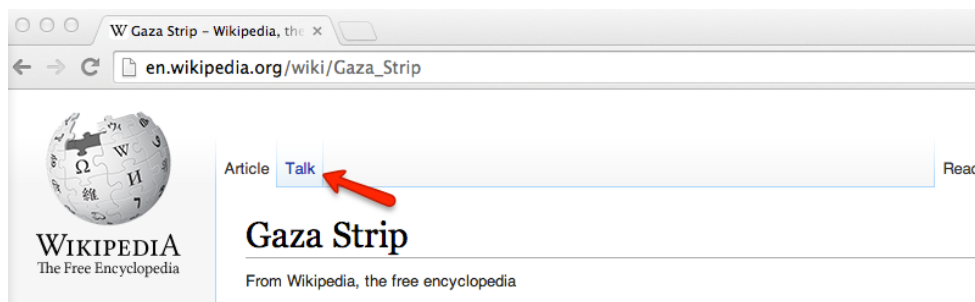 W Gaza Strip – Wikipedia, the
en.wikipedia.org/wiki/Gaza_Strip
Article Talk
Gaza Strip
WIKIPEDIA
The Free Encyclopedia
From Wikipedia, the free encyclopedia